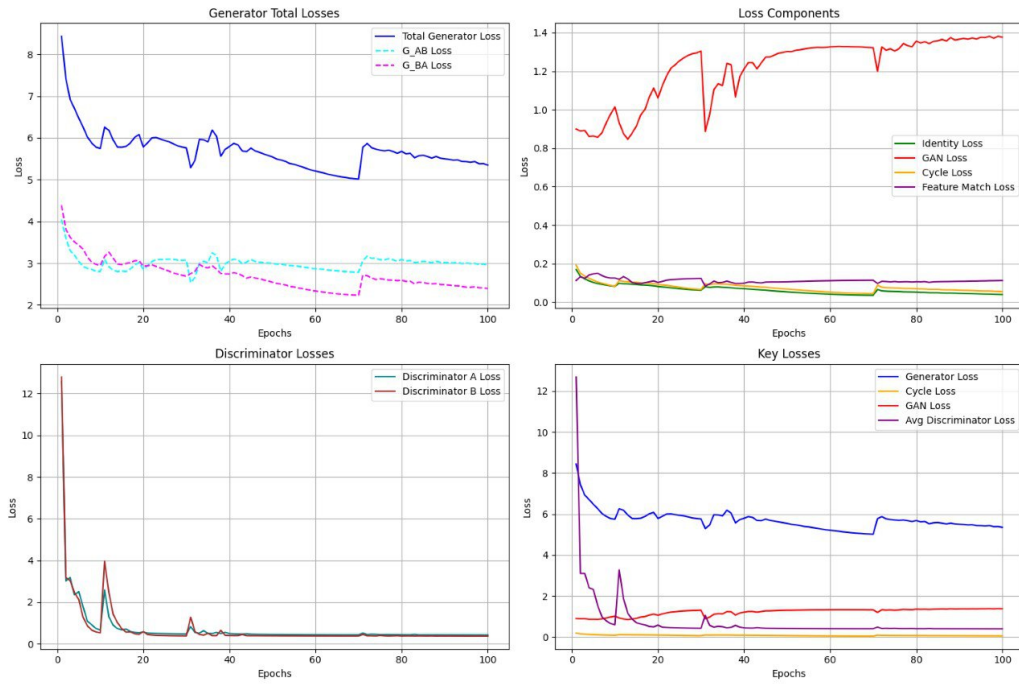 Generator Total Losses
Total Generator Loss
G_AB Loss
G_BA Loss
8
7
6
5
4
3
2
Loss
0
20
40
60
80
100
Epochs
Loss Components
1.4
1.2
1.0
0.8
0.6
0.4
0.2
0.0
Loss
Identity Loss
GAN Loss
Cycle Loss
Feature Match Loss
0
20
40
60
80
100
Epochs
Discriminator Losses
Discriminator A Loss
Discriminator B Loss
12
10
8
6
4
2
0
Loss
0
20
40
60
80
100
Epochs
Key Losses
Generator Loss
Cycle Loss
GAN Loss
Avg Discriminator Loss
12
10
8
6
4
2
0
Loss
0
20
40
60
80
100
Epochs